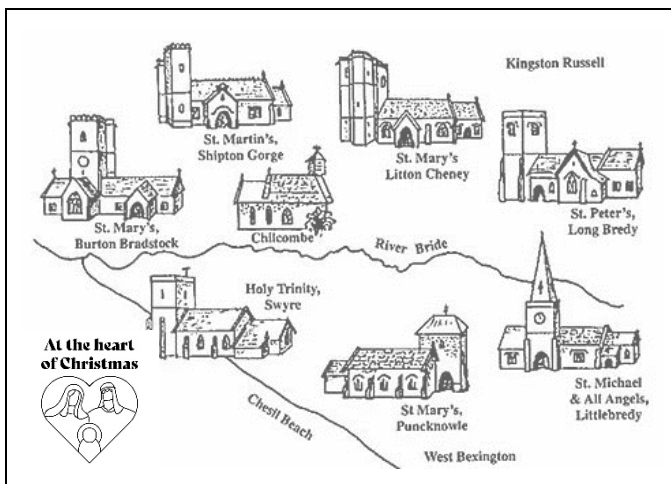 Kingston Russell
St. Martin's,
Shipton Gorge
St. Mary's
Litton Cheney
St. Peter's,
Long Bredy
St. Mary's,
Burton Bradstock
Chilcombe
River Bride
Holy Trinity,
Swyre
At the heart
of Christmas
Chesil Beach
St Mary's,
Puncknowle
St. Michael
& All Angels,
Littlebredy
West Bexington